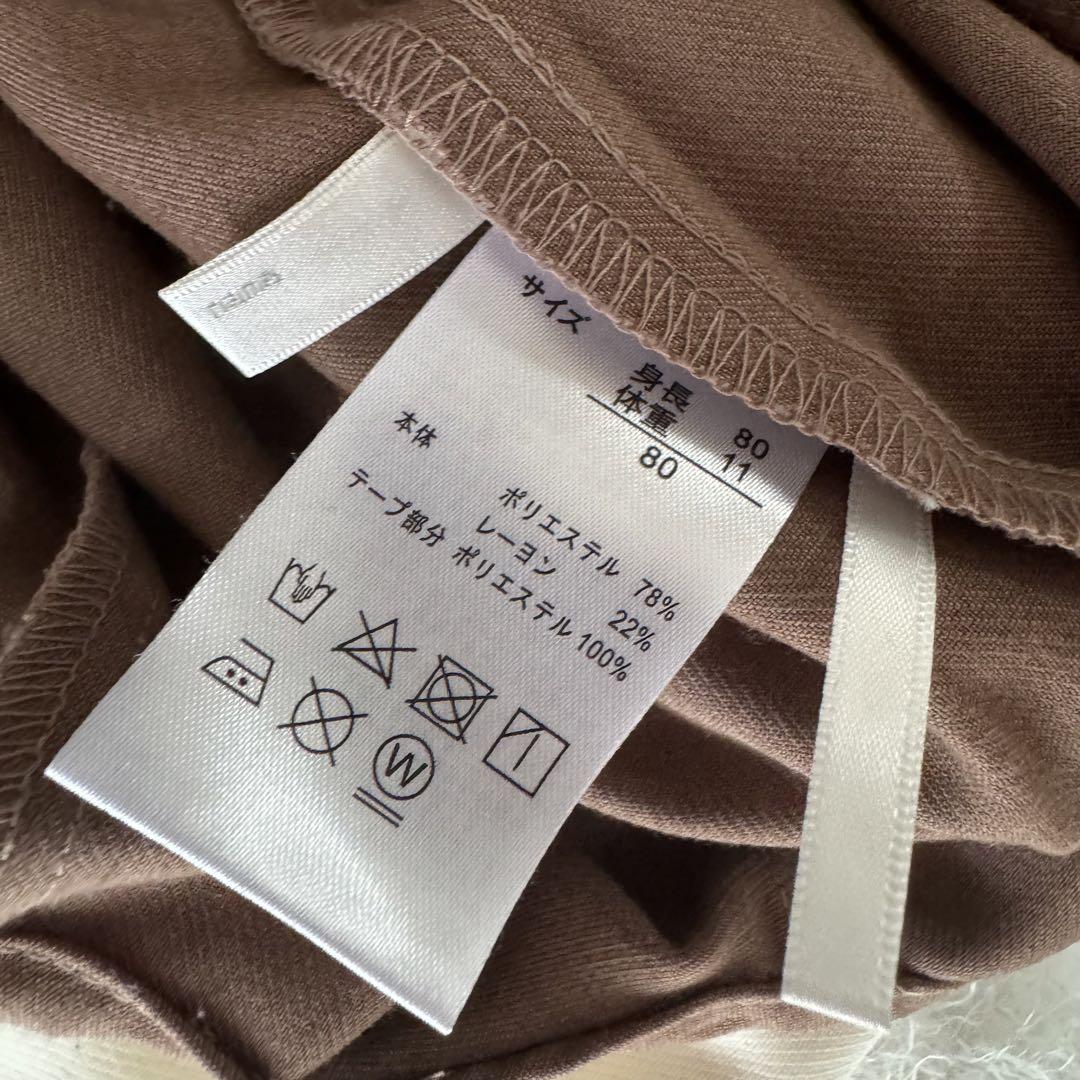 サイズ
身長 80
体重 11
80
本体
ポリエステル 78%
レーヨン 22%
テープ部分 ポリエステル 100%
W